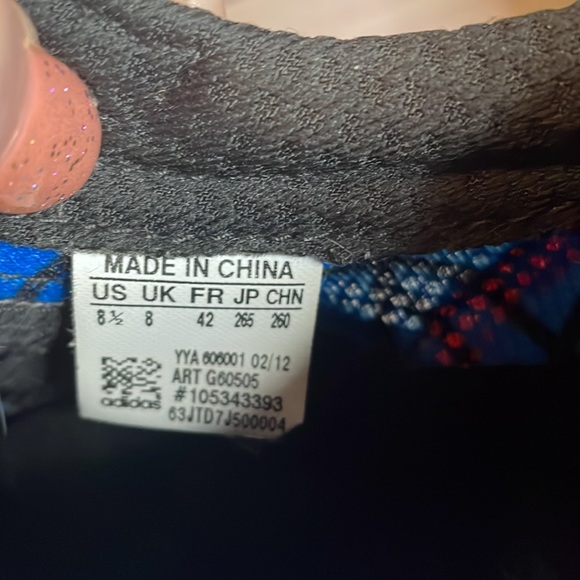 MADE IN CHINA
US UK FR JP CHN
8½ 8 42 265 260
YYA 606001 02/12
ART G60505
#105343393
63JTD7J500004
adidas